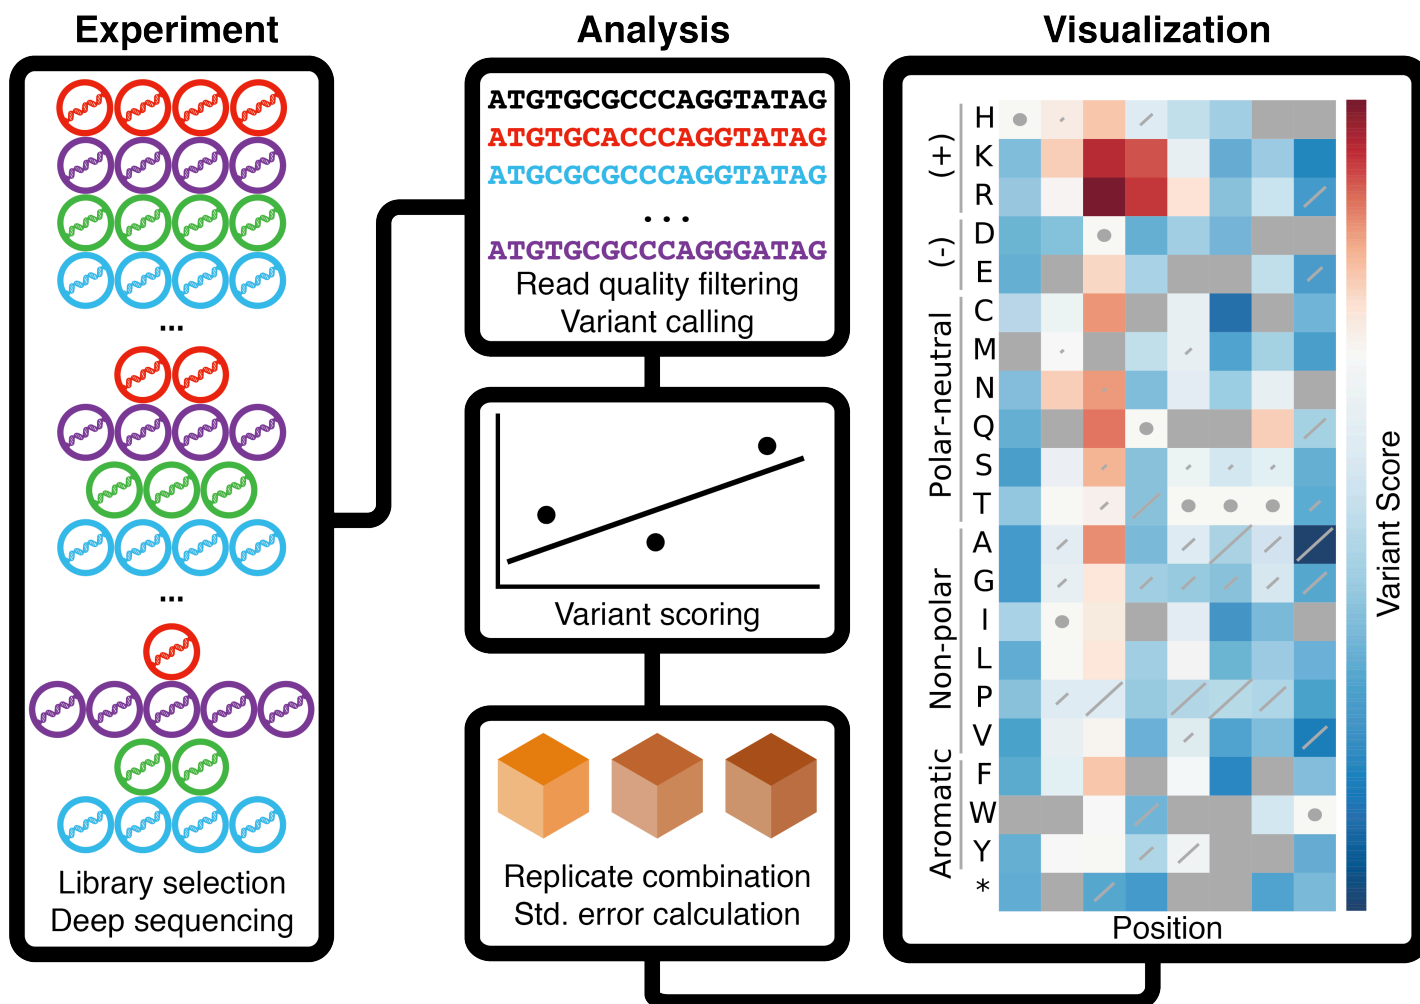 Experiment
...
...
Library selection
Deep sequencing
Analysis
ATGTGCGCCCAGGTATAG
ATGTGCACCCAGGTATAG
ATGCGCGCCCAGGTATAG
...
ATGTGCGCCCAGGGATAG
Read quality filtering
Variant calling
Variant scoring
Replicate combination
Std. error calculation
Visualization
(+)
H
K
R
(-)
D
E
Polar-neutral
C
M
N
Q
S
T
Non-polar
A
G
I
L
P
V
Aromatic
F
W
Y
*
Position
Variant Score